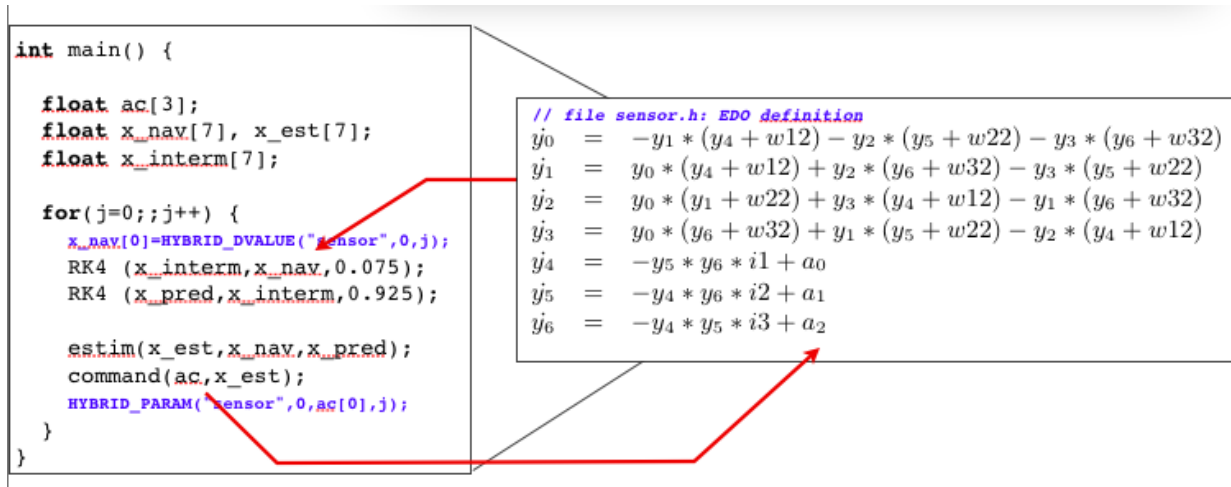 int main() {
float ac[3];
float x_nav[7], x_est[7];
float x_interm[7];
for(j=0;;j++) {
x_nav[0]=HYBRID_DVALUE("sensor",0,j);
RK4 (x_interm,x_nav,0.075);
RK4 (x_pred,x_interm,0.925);
estim(x_est,x_nav,x_pred);
command(ac,x_est);
HYBRID_PARAM("sensor",0,ac[0],j);
}
}
// file sensor.h: EDO definition
ẏ₀ = −y₁ * (y₄ + w12) − y₂ * (y₅ + w22) − y₃ * (y₆ + w32)
ẏ₁ = y₀ * (y₄ + w12) + y₂ * (y₆ + w32) − y₃ * (y₅ + w22)
ẏ₂ = y₀ * (y₁ + w22) + y₃ * (y₄ + w12) − y₁ * (y₆ + w32)
ẏ₃ = y₀ * (y₆ + w32) + y₁ * (y₅ + w22) − y₂ * (y₄ + w12)
ẏ₄ = −y₅ * y₆ * i1 + a₀
ẏ₅ = −y₄ * y₆ * i2 + a₁
ẏ₆ = −y₄ * y₅ * i3 + a₂